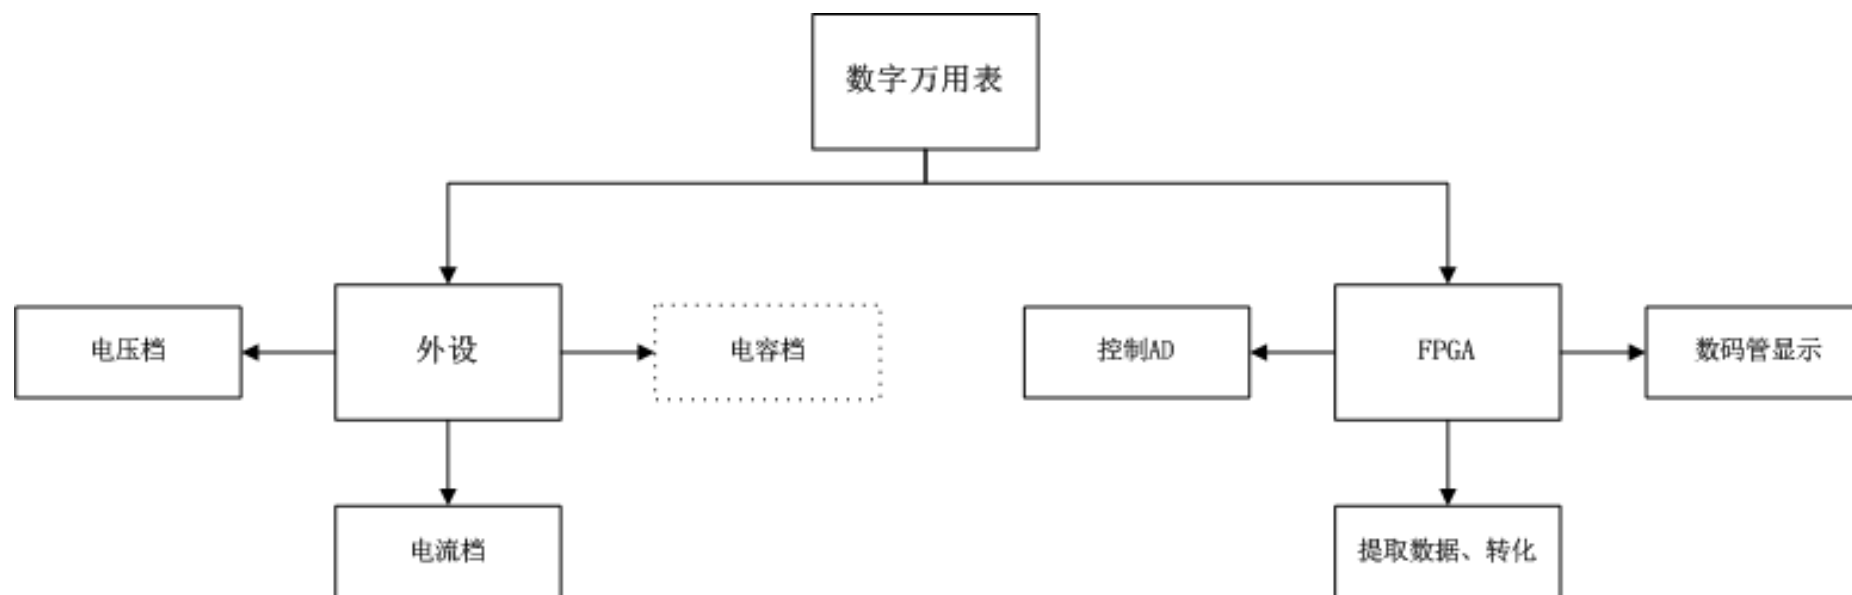 数字万用表
电压档
外设
电容档
控制AD
FPGA
数码管显示
电流档
提取数据、转化